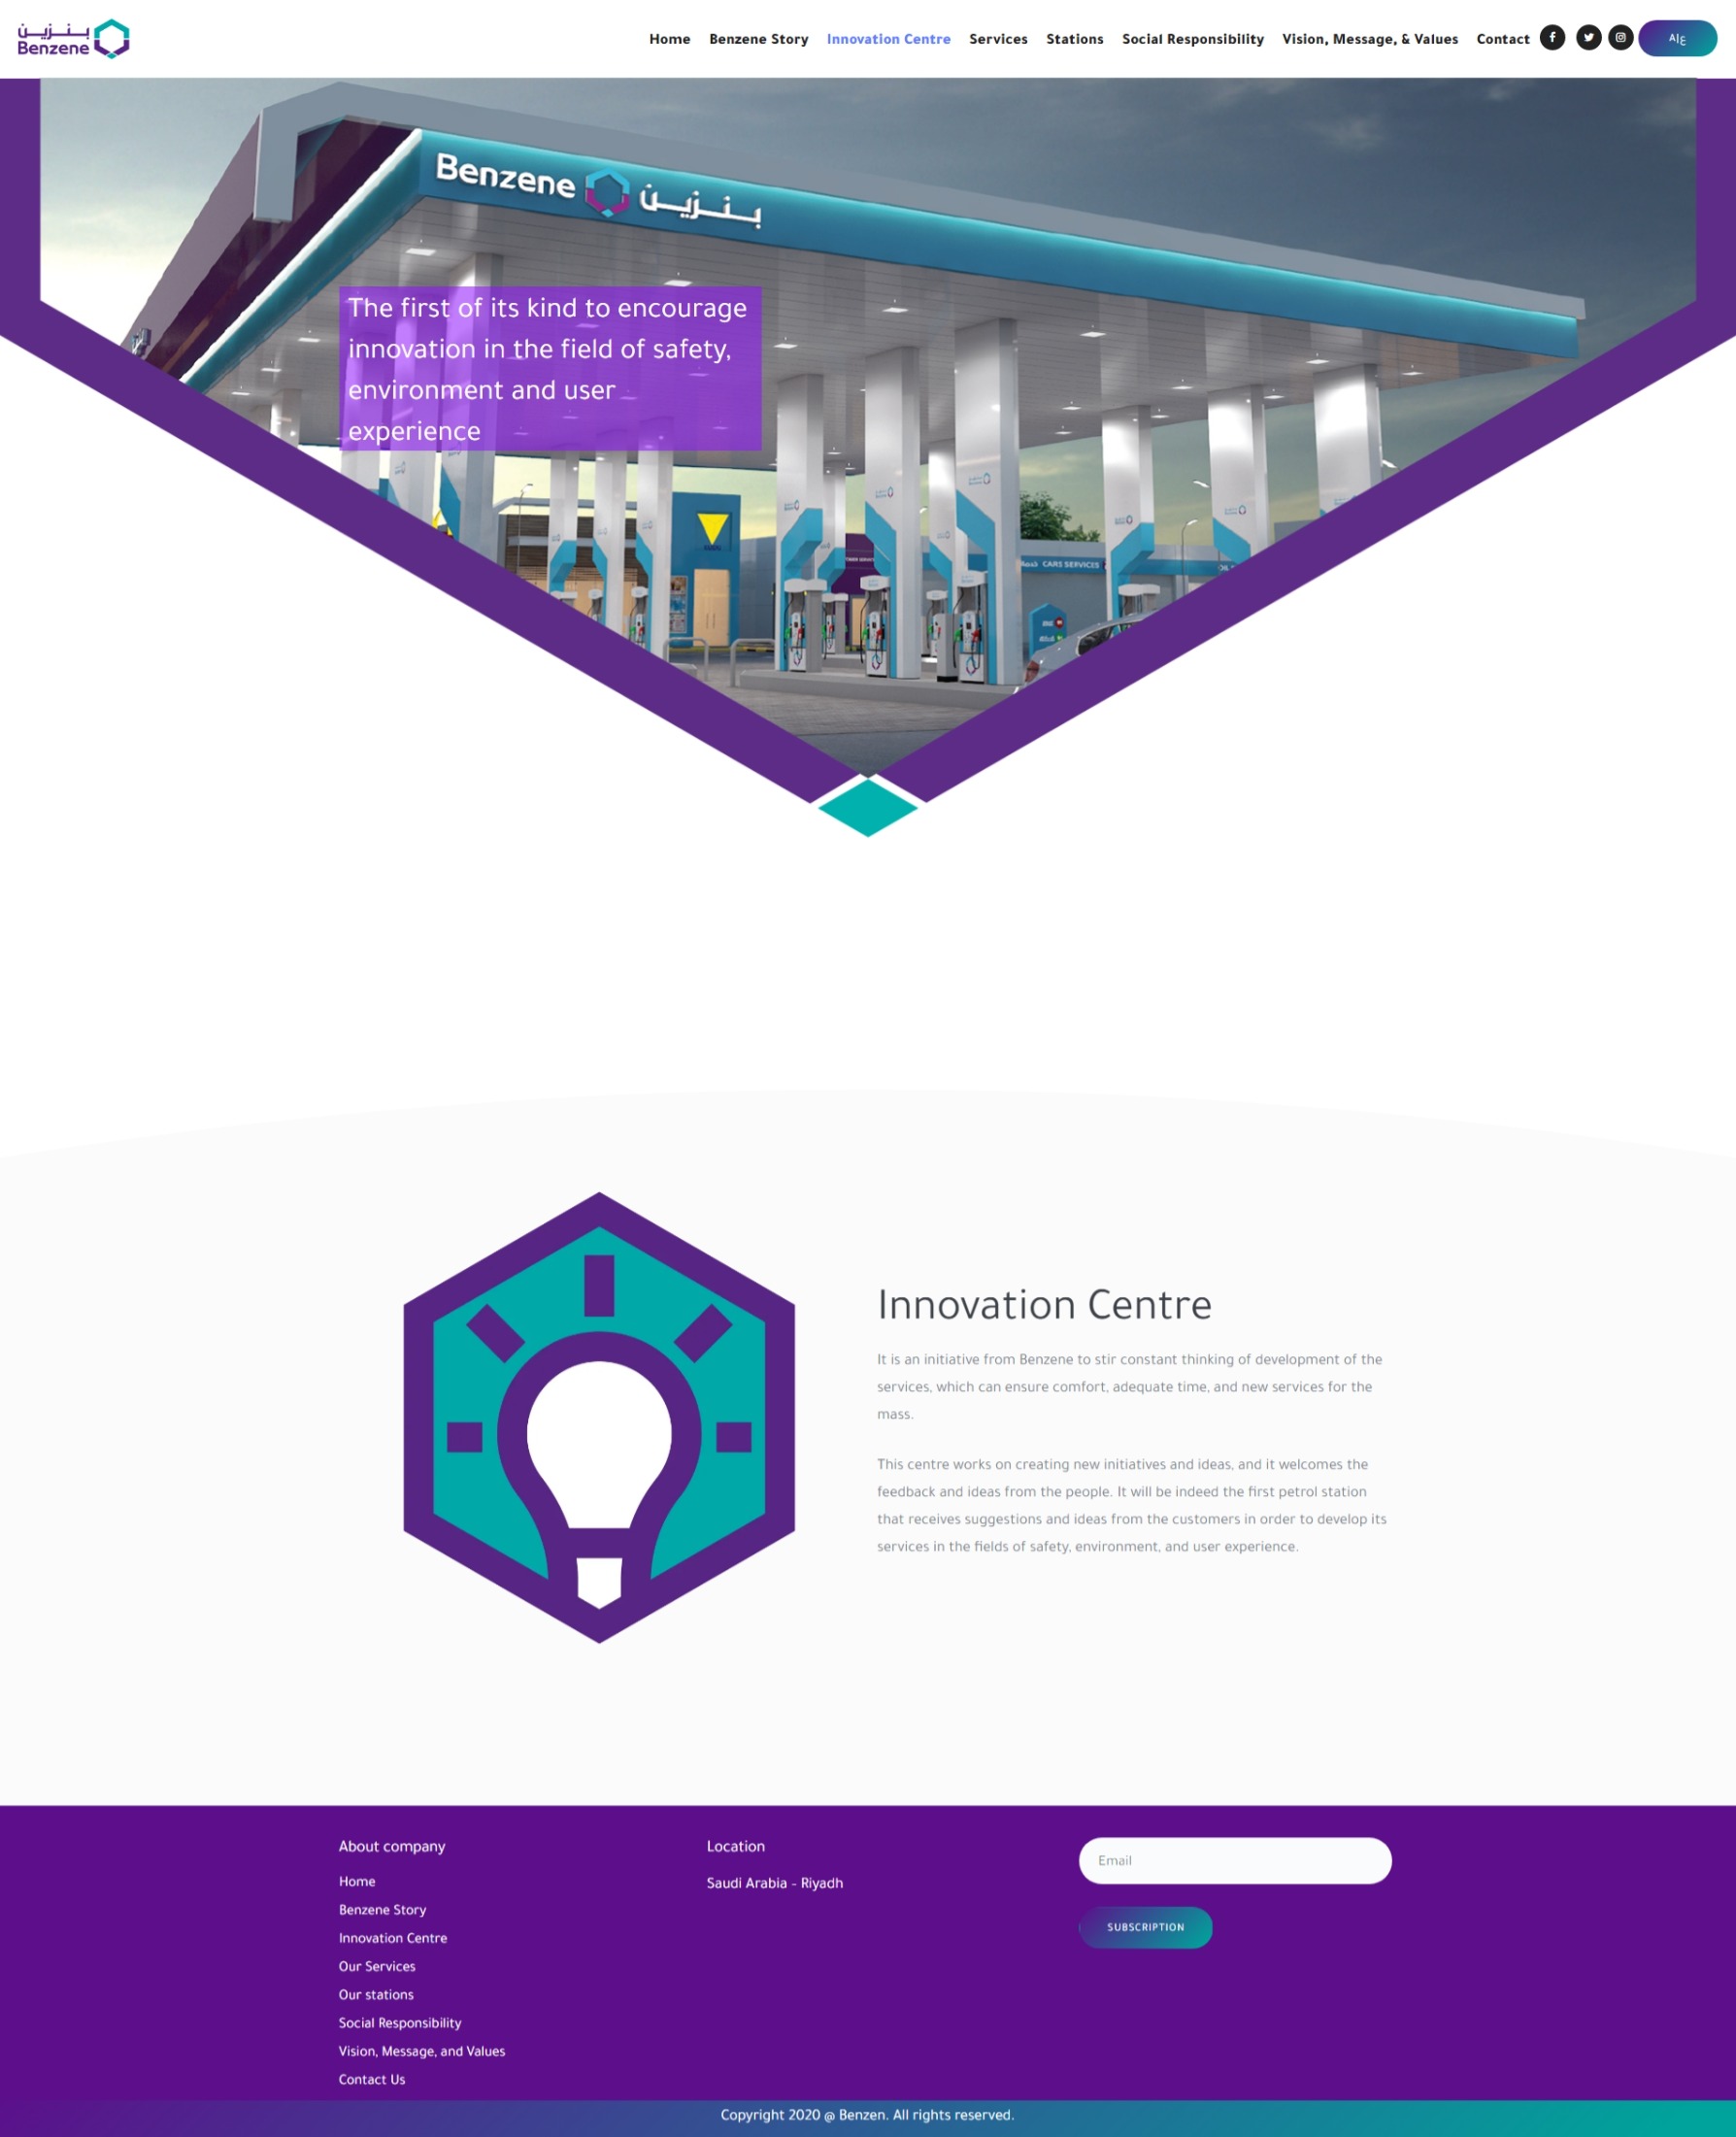 بـنـزيـن
Benzene
Home Benzene Story Innovation Centre Services Stations Social Responsibility Vision, Message, & Values Contact
Benzene بـنـزيـن
The first of its kind to encourage
innovation in the field of safety,
environment and user
experience
CARS SERVICES
Innovation Centre
It is an initiative from Benzene to stir constant thinking of development of the
services, which can ensure comfort, adequate time, and new services for the
mass.
This centre works on creating new initiatives and ideas, and it welcomes the
feedback and ideas from the people. It will be indeed the first petrol station
that receives suggestions and ideas from the customers in order to develop its
services in the fields of safety, environment, and user experience.
About company
Home
Benzene Story
Innovation Centre
Our Services
Our stations
Social Responsibility
Vision, Message, and Values
Contact Us
Location
Saudi Arabia - Riyadh
Email
SUBSCRIPTION
Copyright 2020 @ Benzen. All rights reserved.